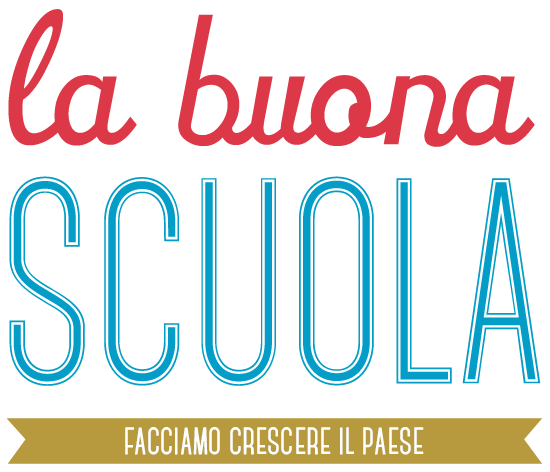 la buona
SCUOLA
FACCIAMO CRESCERE IL PAESE